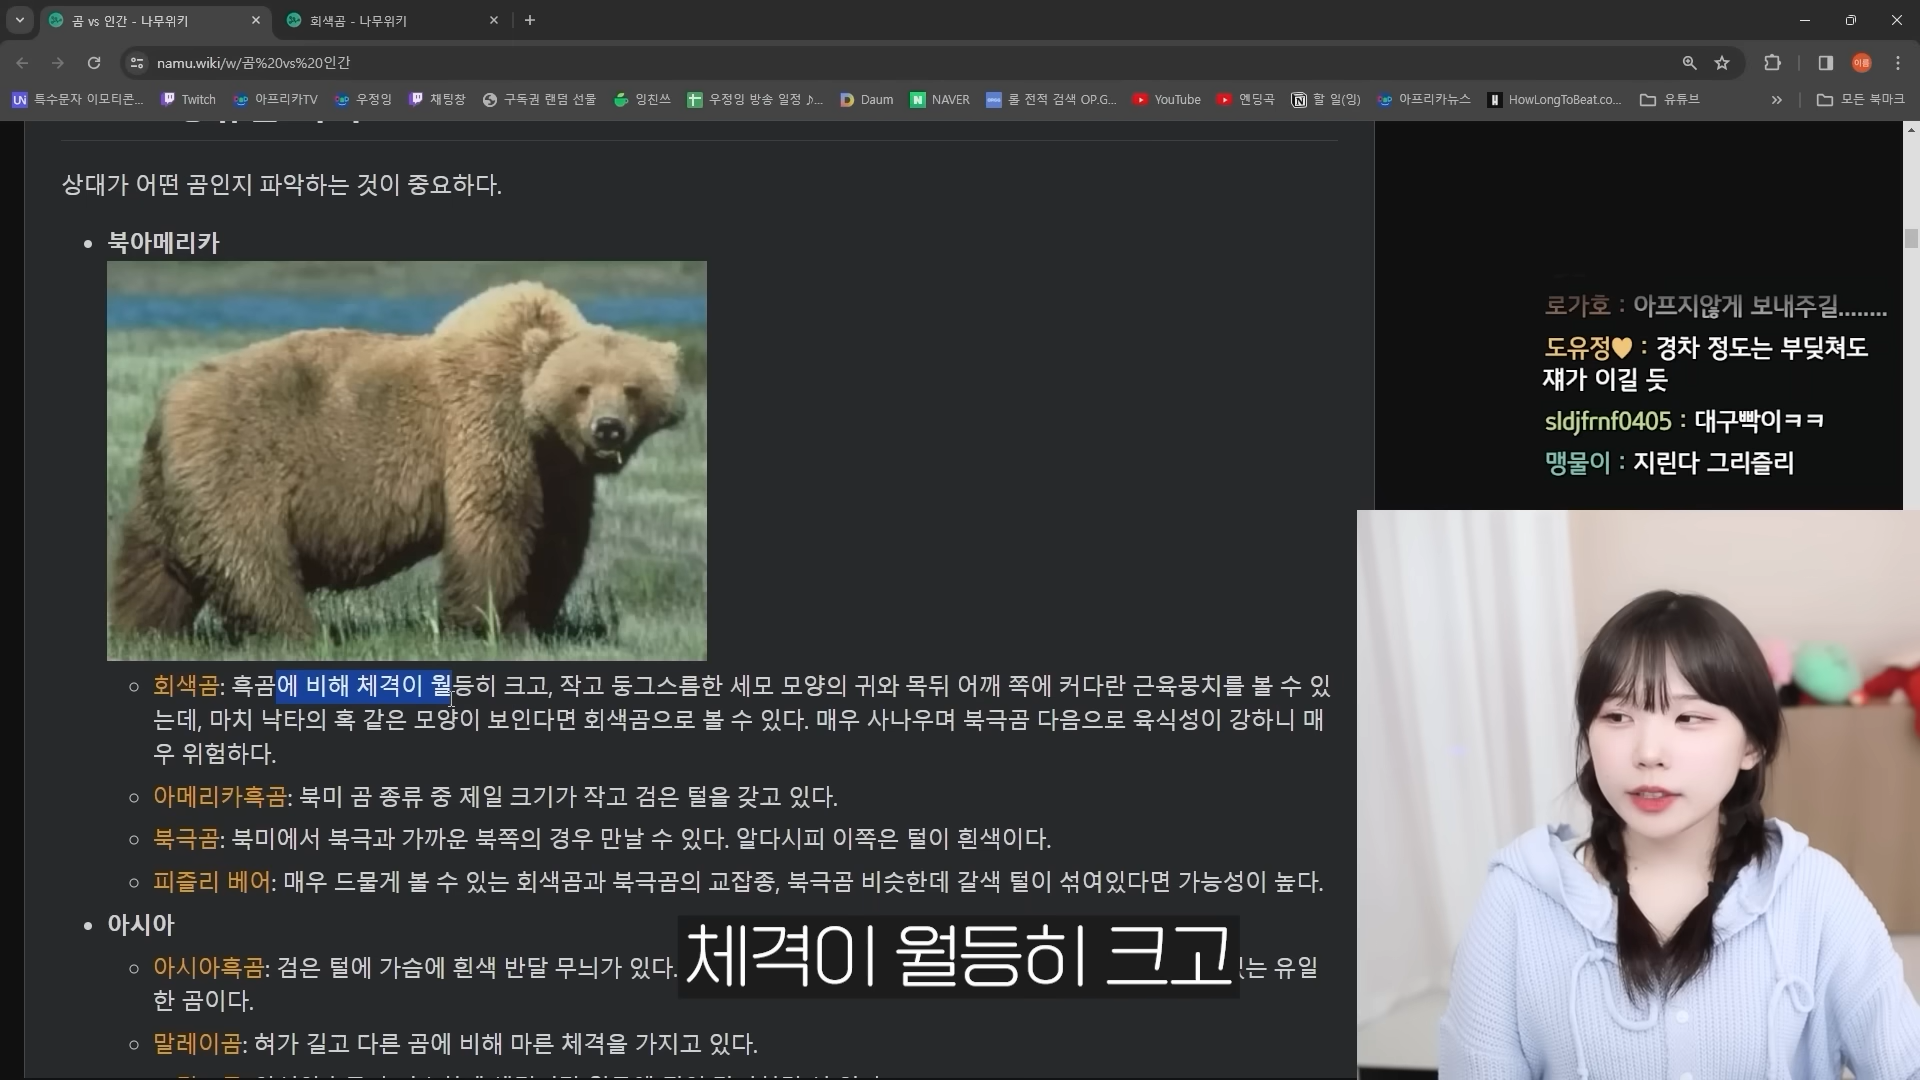 곰 vs 인간 - 나무위키
회색곰 - 나무위키
namu.wiki/w/곰%20vs%20인간
이름
특수문자 이모티콘...
Twitch
아프리카TV
우정잉
채팅창
구독권 랜덤 선물
잉친쓰
우정잉 방송 일정 ♪...
Daum
NAVER
롤 전적 검색 OP.G...
YouTube
엔딩곡
할 일(잉)
아프리카뉴스
HowLongToBeat.co...
유튜브
모든 북마크
상대가 어떤 곰인지 파악하는 것이 중요하다.
북아메리카
회색곰: 흑곰에 비해 체격이 월등히 크고, 작고 둥그스름한 세모 모양의 귀와 목뒤 어깨 쪽에 커다란 근육뭉치를 볼 수 있
는데, 마치 낙타의 혹 같은 모양이 보인다면 회색곰으로 볼 수 있다. 매우 사나우며 북극곰 다음으로 육식성이 강하니 매
우 위험하다.
아메리카흑곰: 북미 곰 종류 중 제일 크기가 작고 검은 털을 갖고 있다.
북극곰: 북미에서 북극과 가까운 북쪽의 경우 만날 수 있다. 알다시피 이쪽은 털이 흰색이다.
피즐리 베어: 매우 드물게 볼 수 있는 회색곰과 북극곰의 교잡종, 북극곰 비슷한데 갈색 털이 섞여있다면 가능성이 높다.
아시아
아시아흑곰: 검은 털에 가슴에 흰색 반달 무늬가 있다. 는 유일
한 곰이다.
말레이곰: 혀가 길고 다른 곰에 비해 마른 체격을 가지고 있다.
로가호 : 아프지않게 보내주길........
도유정 : 경차 정도는 부딪쳐도
쟤가 이길 듯
sldjfrnf0405 : 대구빡이ㅋㅋ
맹물이 : 지린다 그리즐리
체격이 월등히 크고